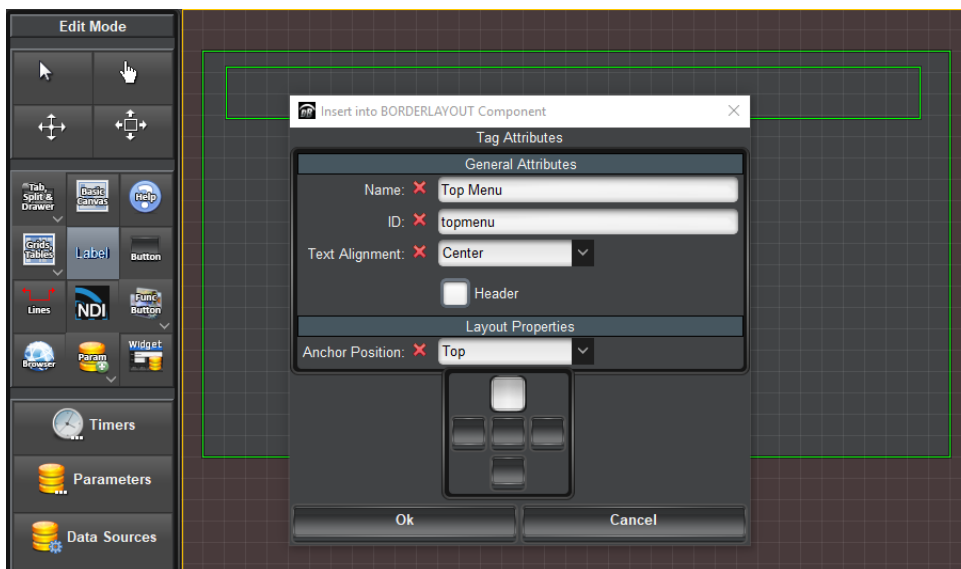 Edit Mode
Tab,
Split &
Drawer
Basic
Canvas
Help
Grids,
Tables
Label
Button
Lines
NDI
Func
Button
Browser
Param
Widget
Timers
Parameters
Data Sources
Insert into BORDERLAYOUT Component
Tag Attributes
General Attributes
Name: Top Menu
ID: topmenu
Text Alignment: Center
Header
Layout Properties
Anchor Position: Top
Ok Cancel